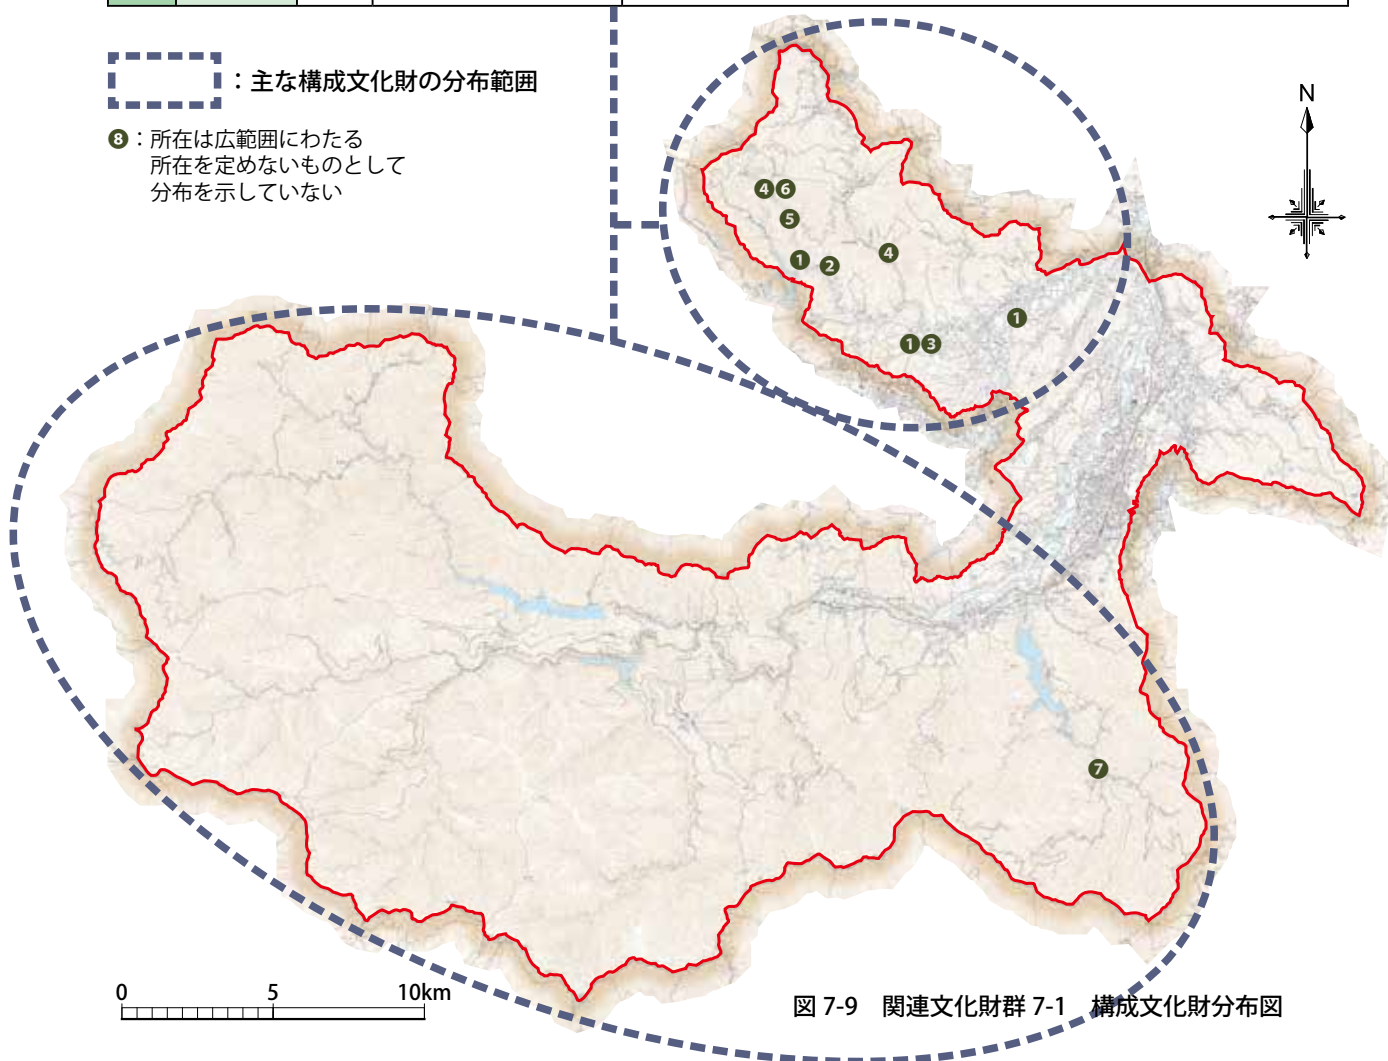 ：主な構成文化財の分布範囲
❽：所在は広範囲にわたる
所在を定めないものとして
分布を示していない
N
❹❻
❺
❶ ❷ ❹
❶
❶❸
❼
0 5 10km
図 7-9　関連文化財群 7-1　構成文化財分布図